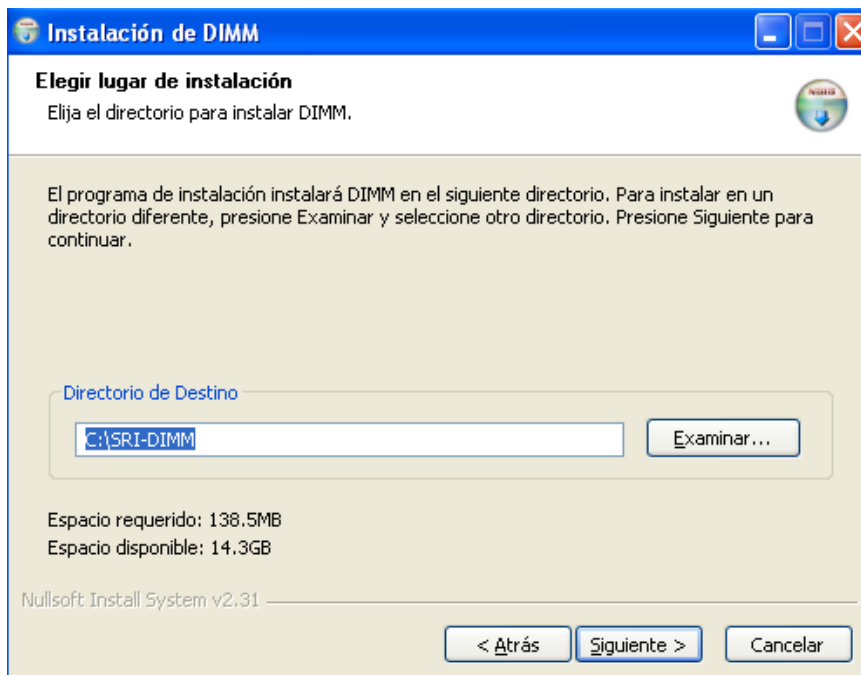 Instalación de DIMM
Elegir lugar de instalación
Elija el directorio para instalar DIMM.
El programa de instalación instalará DIMM en el siguiente directorio. Para instalar en un
directorio diferente, presione Examinar y seleccione otro directorio. Presione Siguiente para
continuar.
Directorio de Destino
C:\SRI-DIMM
Examinar...
Espacio requerido: 138.5MB
Espacio disponible: 14.3GB
Nullsoft Install System v2.31
< Atrás
Siguiente >
Cancelar